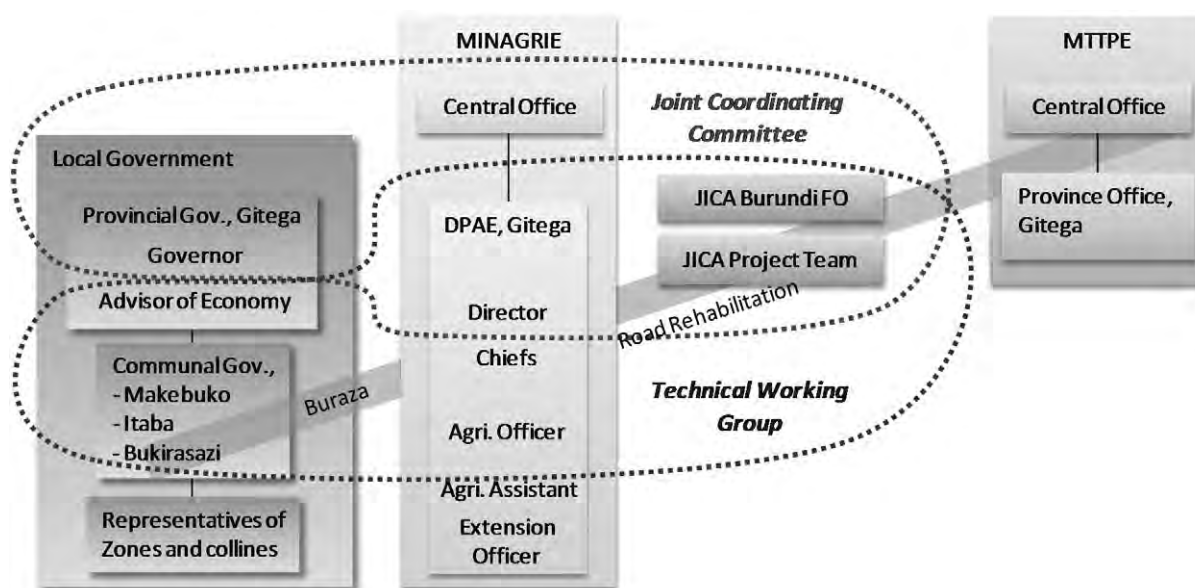 MINAGRIE
MTTPE
Central Office
Joint Coordinating
Committee
Central Office
Local Government
Provincial Gov., Gitega
Governor
Advisor of Economy
DPAE, Gitega
JICA Burundi FO
Province Office,
Gitega
JICA Project Team
Director
Road Rehabilitation
Communal Gov.,
- Makebuko
- Itaba
- Bukirasazi
Buraza
Chiefs
Technical Working
Group
Agri. Officer
Agri. Assistant
Representatives of
Zones and collines
Extension
Officer